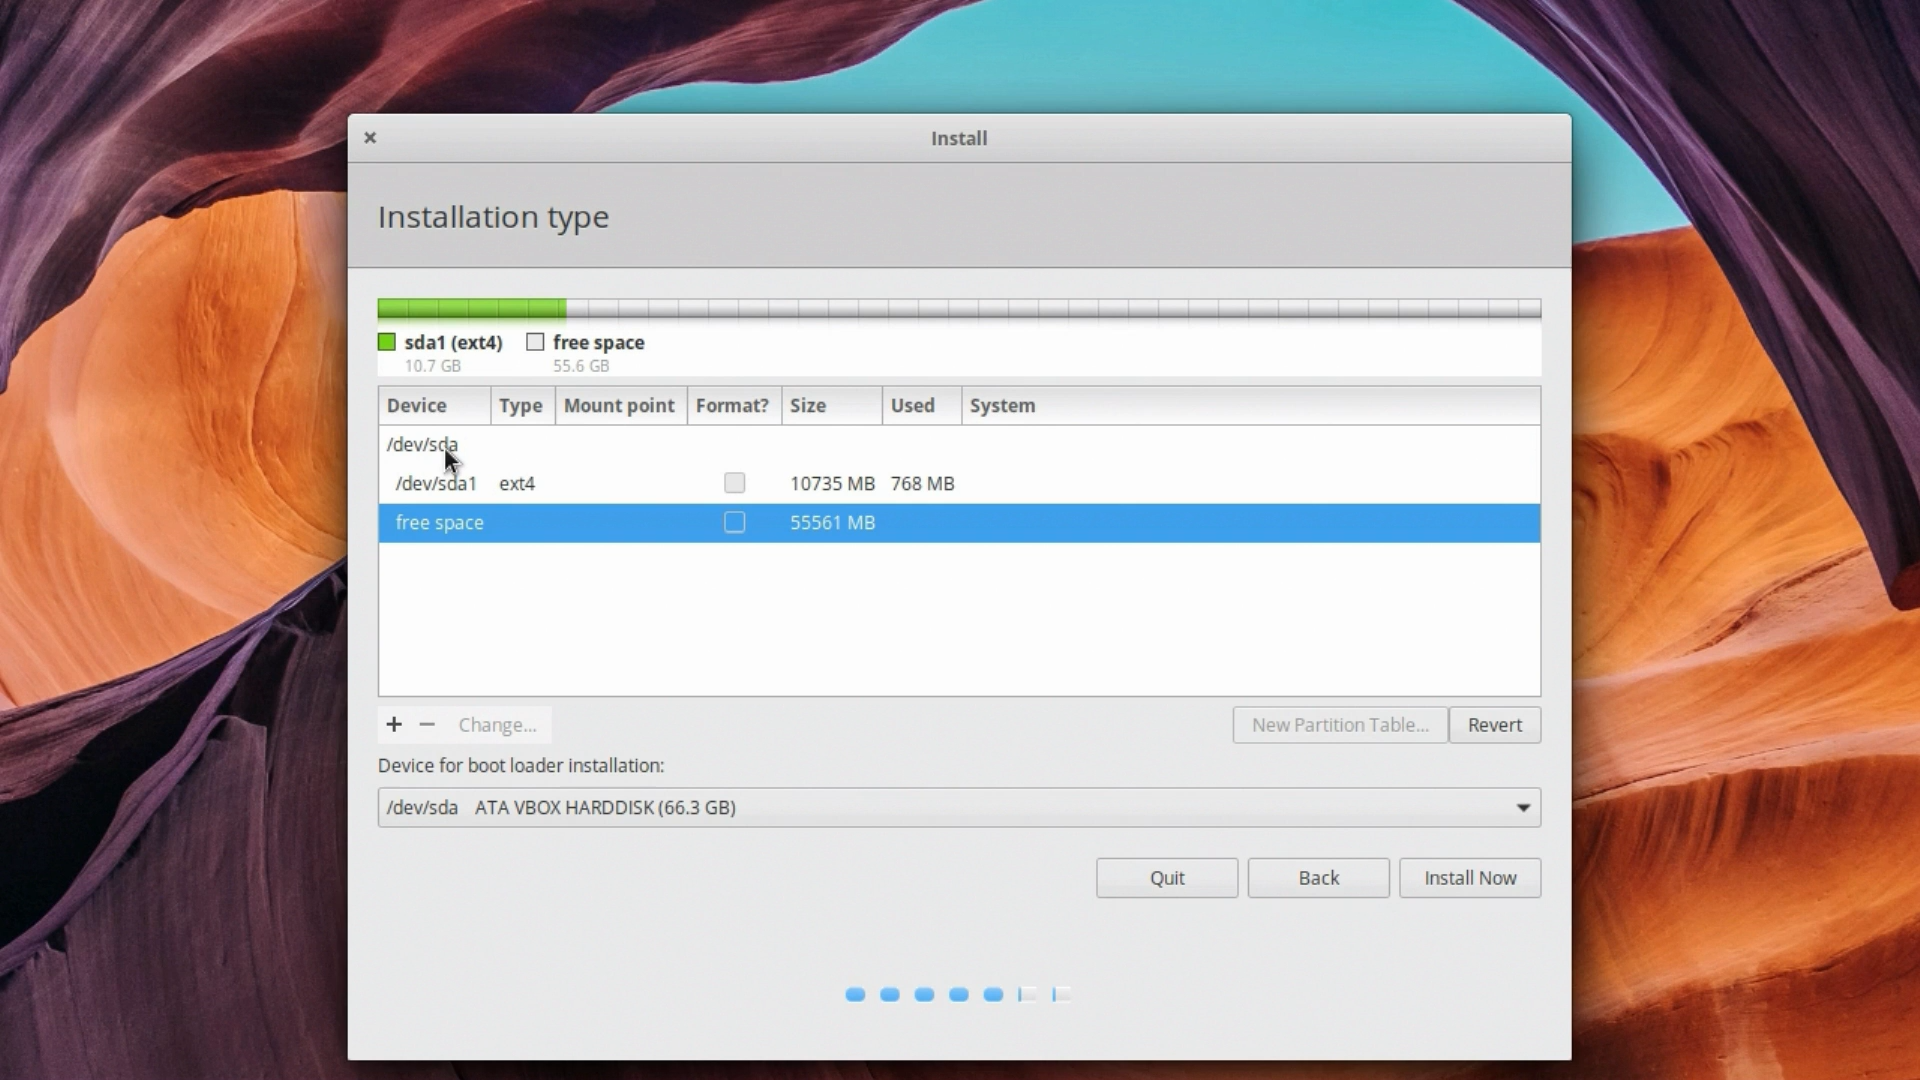 Install
Installation type
sda1 (ext4) free space
10.7 GB 55.6 GB
Device Type Mount point Format? Size Used System
/dev/sda
/dev/sda1 ext4 10735 MB 768 MB
free space 55561 MB
+ − Change... New Partition Table... Revert
Device for boot loader installation:
/dev/sda ATA VBOX HARDDISK (66.3 GB)
Quit Back Install Now